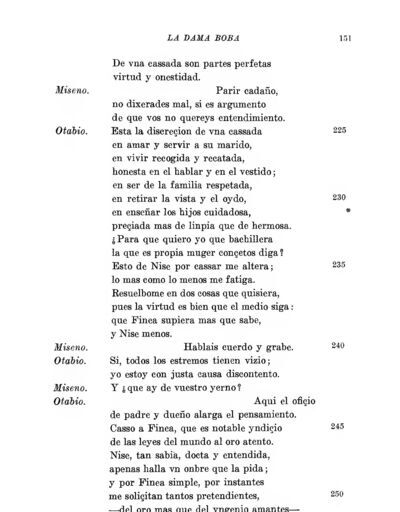 LA DAMA BOBA 151
De vna cassada son partes perfetas
virtud y onestidad.
Miseno. Parir cadaño,
no dixerades mal, si es argumento
de que vos no quereys entendimiento.
Otabio. Esta la disereçion de vna cassada 225
en amar y servir a su marido,
en vivir recogida y recatada,
honesta en el hablar y en el vestido;
en ser de la familia respetada,
en retirar la vista y el oydo, 230
en enseñar los hijos cuidadosa, *
preçiada mas de linpia que de hermosa.
¿Para que quiero yo que bachillera
la que es propia muger conçetos diga?
Esto de Nise por cassar me altera; 235
lo mas como lo menos me fatiga.
Resuelbome en dos cosas que quisiera,
pues la virtud es bien que el medio siga:
que Finea supiera mas que sabe,
y Nise menos.
Miseno. Hablais cuerdo y grabe. 240
Otabio. Si, todos los estremos tienen vizio;
yo estoy con justa causa discontento.
Miseno. Y ¿que ay de vuestro yerno?
Otabio. Aqui el ofiçio
de padre y dueño alarga el pensamiento.
Casso a Finea, que es notable yndiçio 245
de las leyes del mundo al oro atento.
Nise, tan sabia, docta y entendida,
apenas halla vn onbre que la pida;
y por Finea simple, por instantes
me soliçitan tantos pretendientes, 250
—del oro mas que del yngenio amantes—